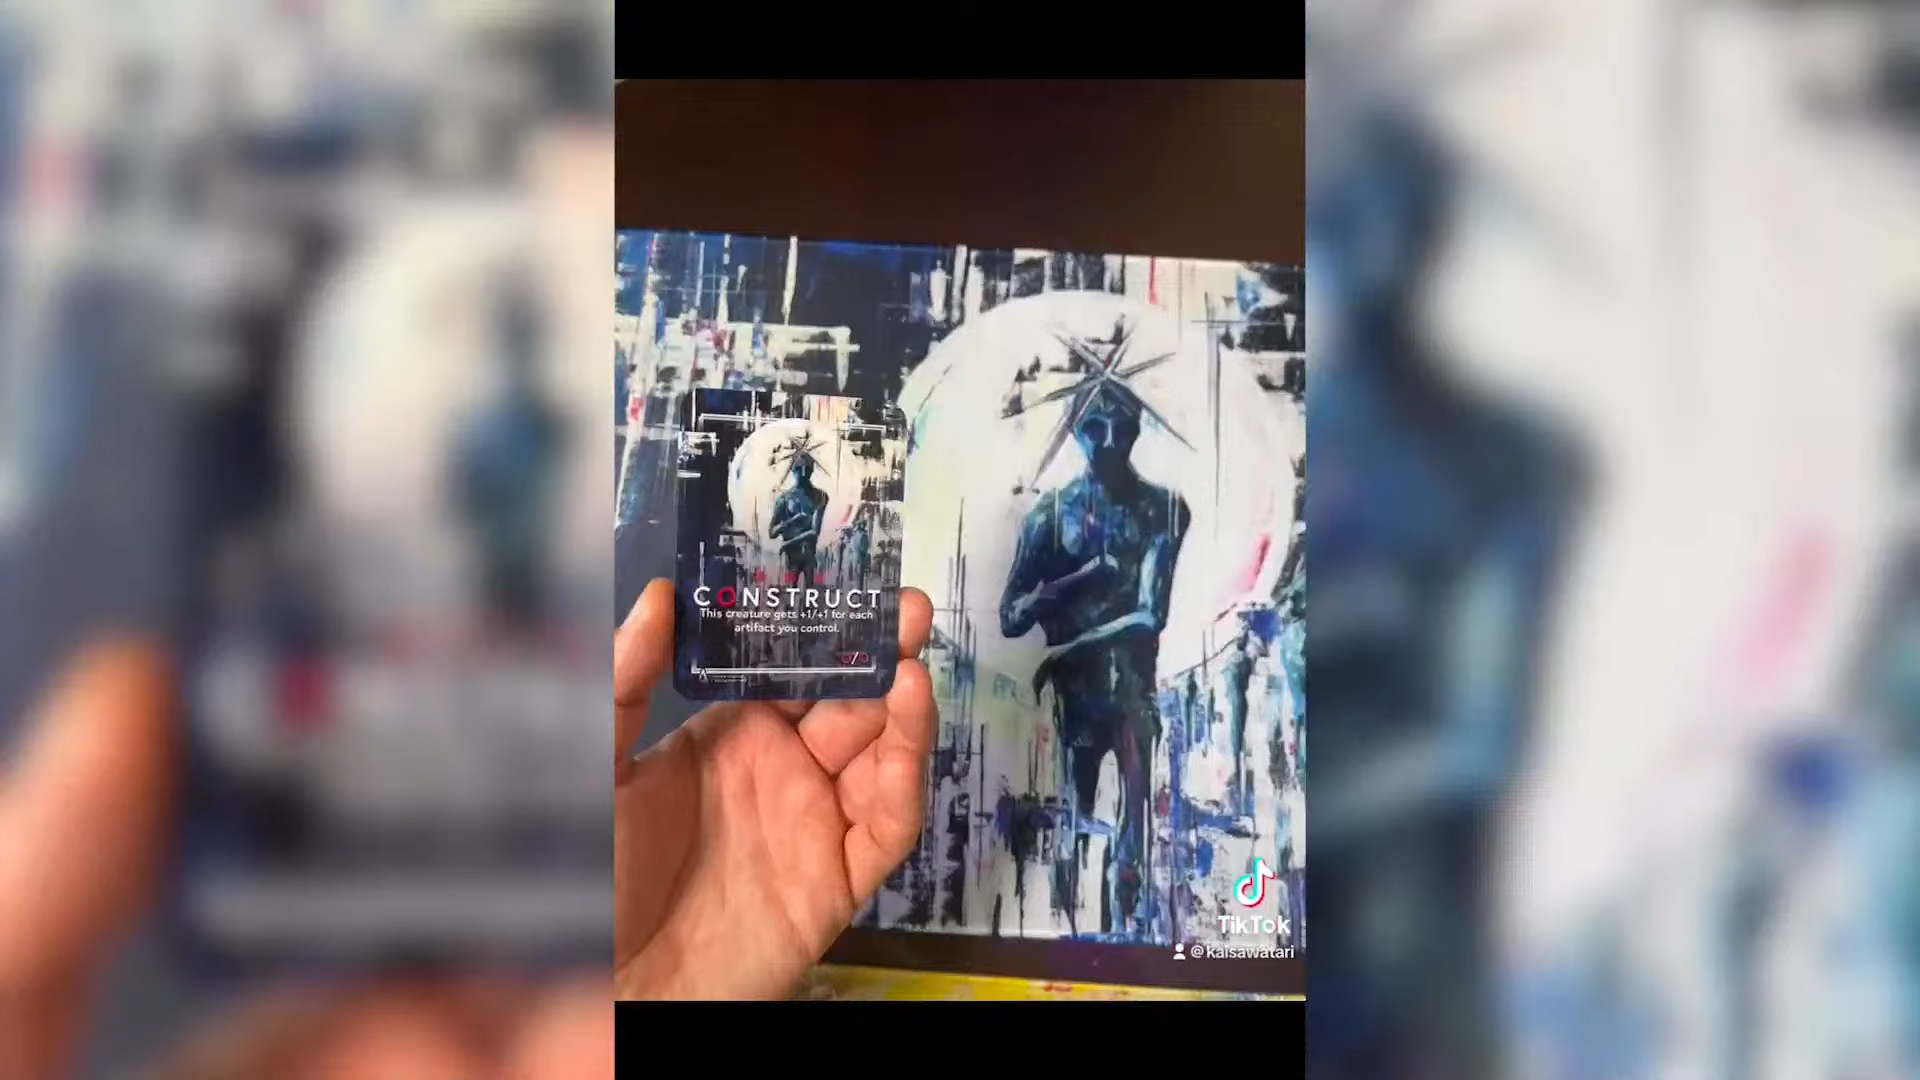 CONSTRUCT
This creature gets +1/+1 for each
artifact you control.
0/0
TikTok
@kaisawatari